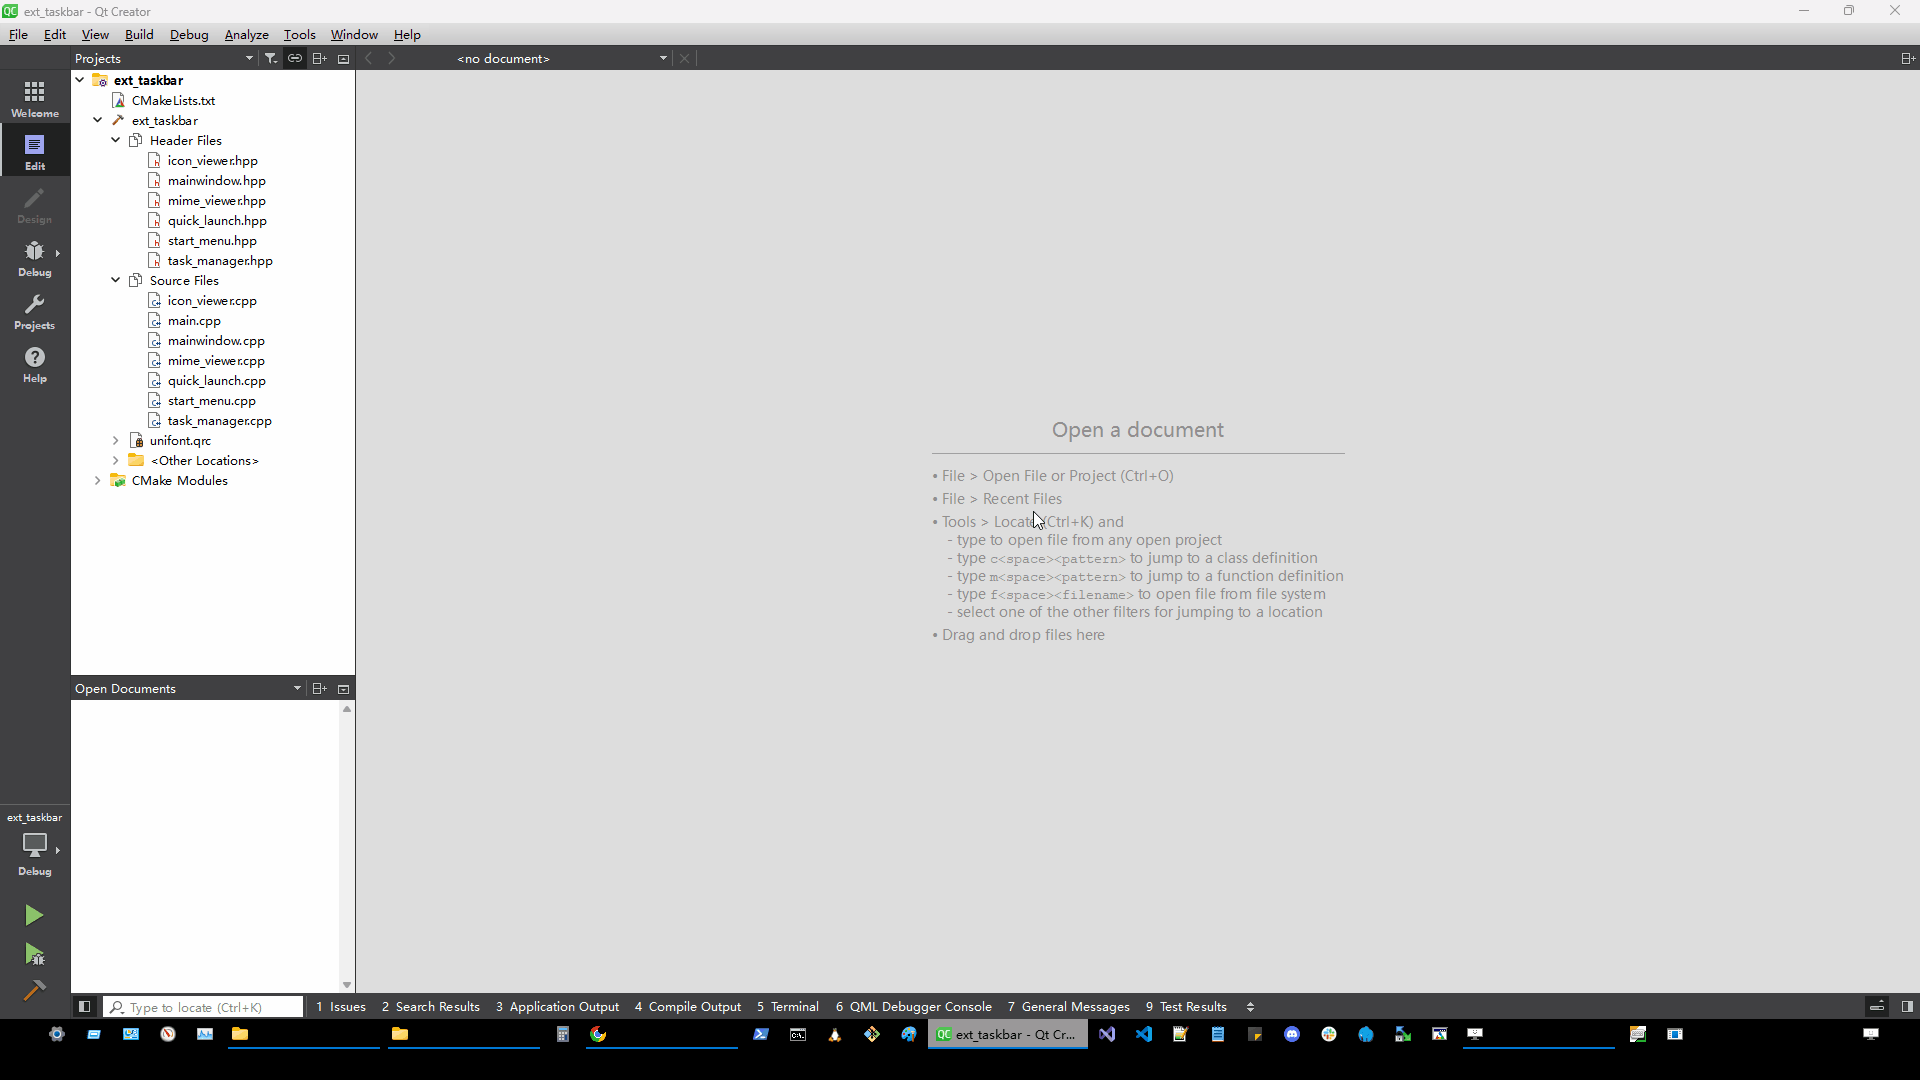 ext_taskbar - Qt Creator
File Edit View Build Debug Analyze Tools Window Help
Projects
<no document>
Welcome
Edit
Design
Debug
Projects
Help
ext_taskbar
CMakeLists.txt
ext_taskbar
Header Files
icon_viewer.hpp
mainwindow.hpp
mime_viewer.hpp
quick_launch.hpp
start_menu.hpp
task_manager.hpp
Source Files
icon_viewer.cpp
main.cpp
mainwindow.cpp
mime_viewer.cpp
quick_launch.cpp
start_menu.cpp
task_manager.cpp
unifont.qrc
<Other Locations>
CMake Modules
Open a document
• File > Open File or Project (Ctrl+O)
• File > Recent Files
• Tools > Locate (Ctrl+K) and
- type to open file from any open project
- type c<space><pattern> to jump to a class definition
- type m<space><pattern> to jump to a function definition
- type f<space><filename> to open file from file system
- select one of the other filters for jumping to a location
• Drag and drop files here
Open Documents
ext_taskbar
Debug
Type to locate (Ctrl+K)
1 Issues 2 Search Results 3 Application Output 4 Compile Output 5 Terminal 6 QML Debugger Console 7 General Messages 9 Test Results
ext_taskbar - Qt Cr...